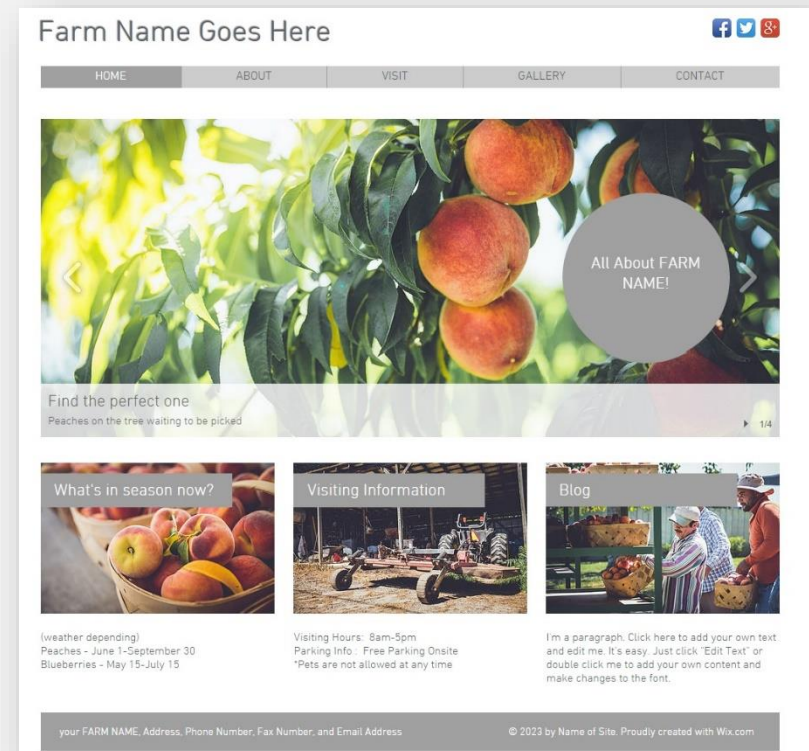 Farm Name Goes Here
f
8+
HOME ABOUT VISIT GALLERY CONTACT
All About FARM
NAME!
Find the perfect one
Peaches on the tree waiting to be picked
1/4
What's in season now?
Visiting Information
Blog
(weather depending)
Peaches - June 1-September 30
Blueberries - May 15-July 15
Visiting Hours: 8am-5pm
Parking Info : Free Parking Onsite
*Pets are not allowed at any time
I'm a paragraph. Click here to add your own text
and edit me. It's easy. Just click "Edit Text" or
double click me to add your own content and
make changes to the font.
your FARM NAME, Address, Phone Number, Fax Number, and Email Address
© 2023 by Name of Site. Proudly created with Wix.com